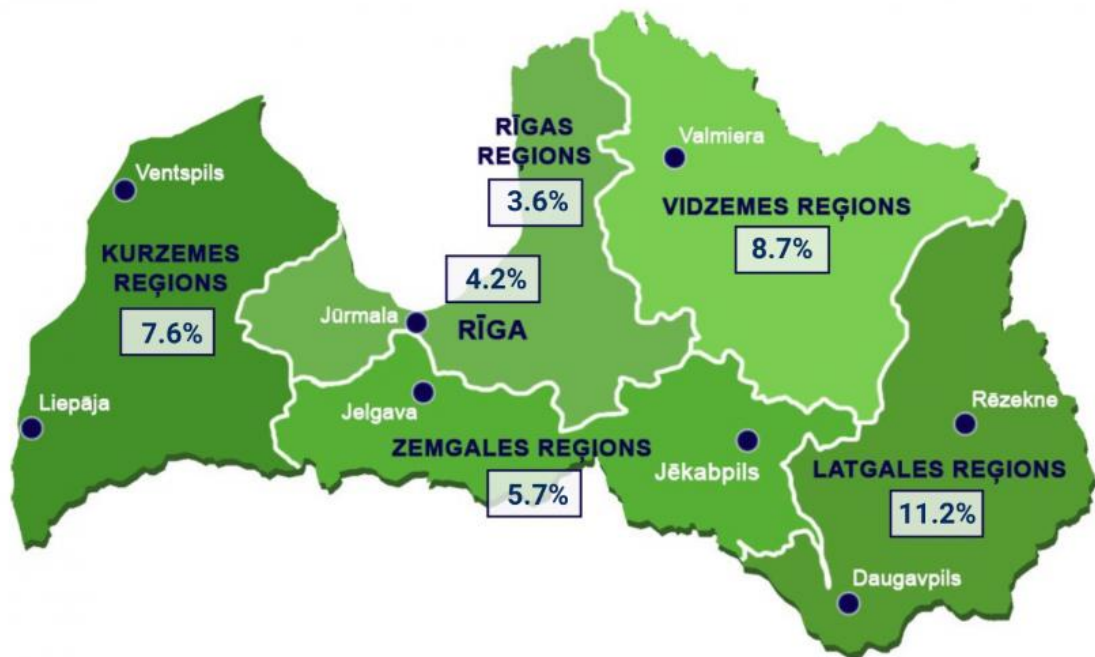 RĪGAS
REĢIONS
3.6%
Valmiera
Ventspils
VIDZEMES REĢIONS
8.7%
KURZEMES
REĢIONS
7.6%
4.2%
Jūrmala
RĪGA
Liepāja
Jelgava
Rēzekne
ZEMGALES REĢIONS
5.7%
Jēkabpils
LATGALES REĢIONS
11.2%
Daugavpils